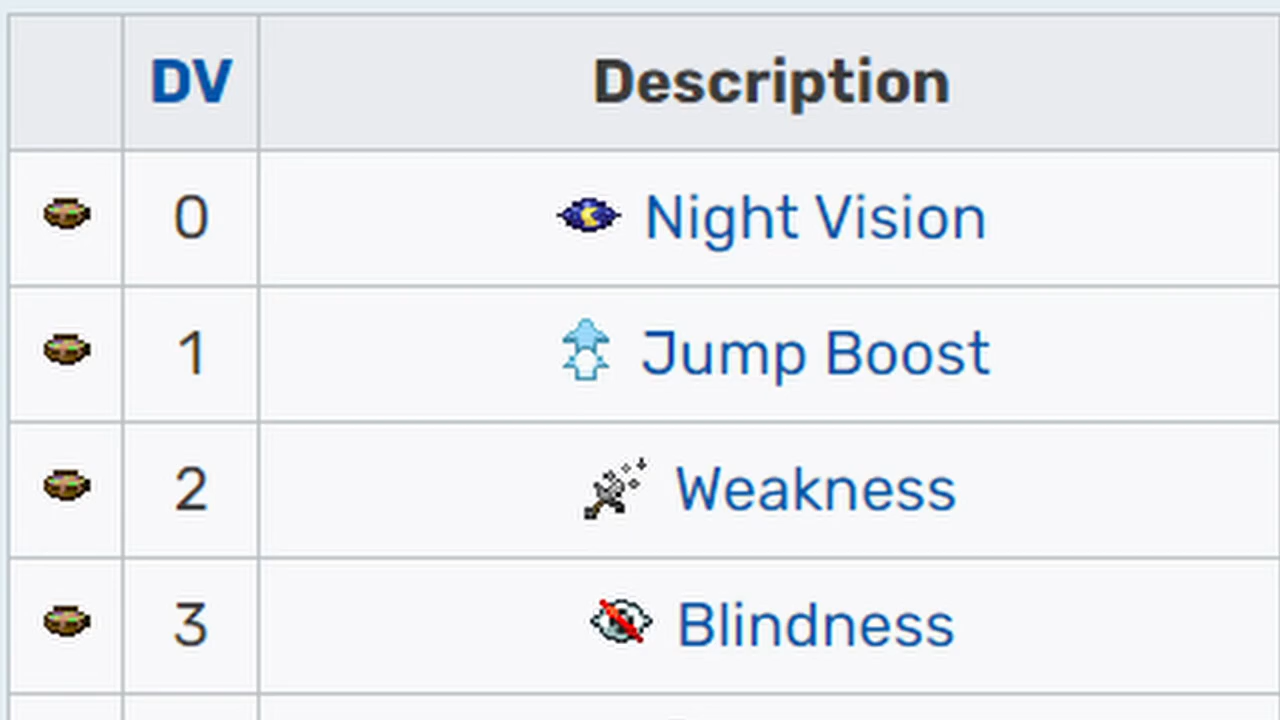 DV Description
0 Night Vision
1 Jump Boost
2 Weakness
3 Blindness